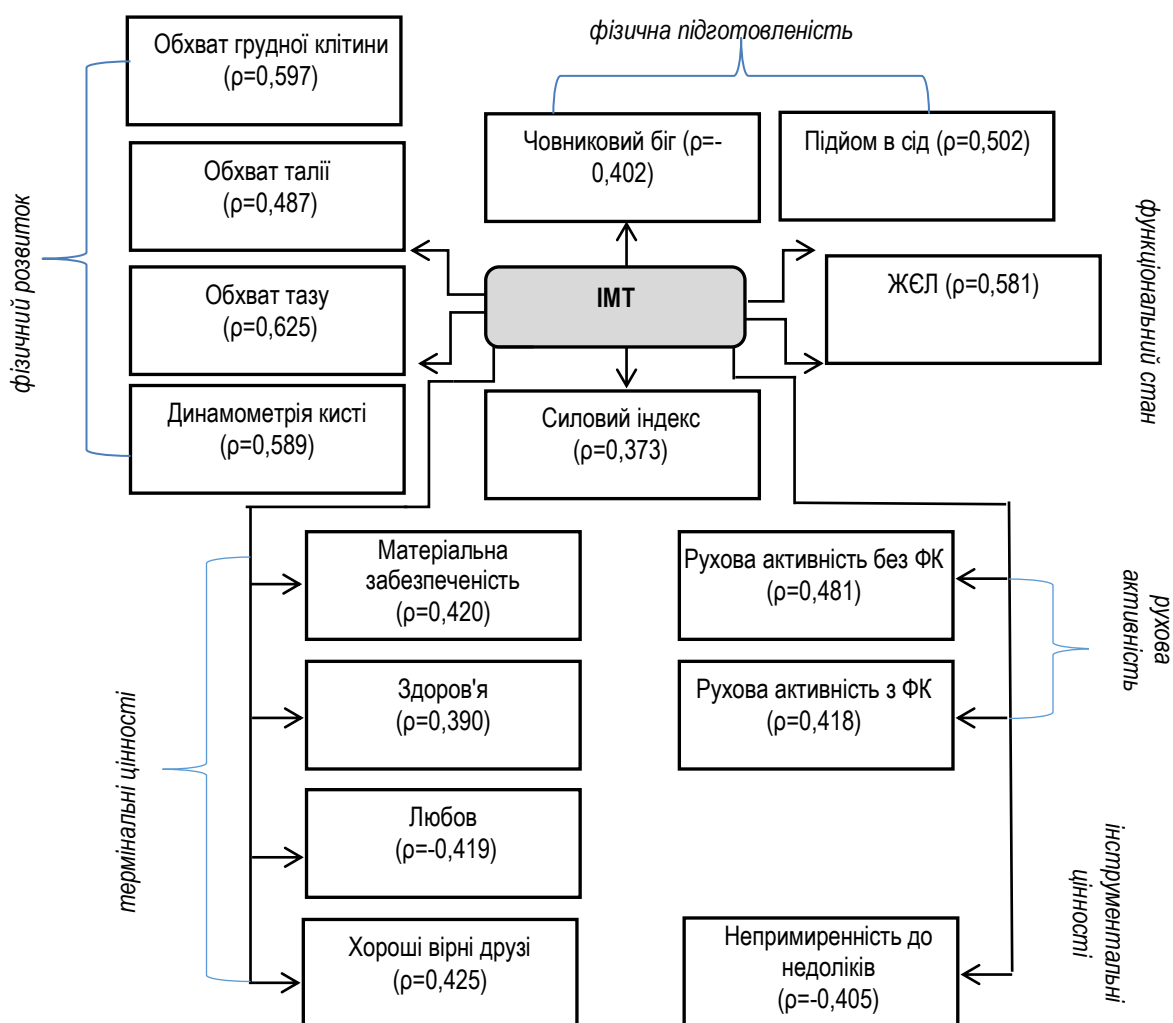 фізична підготовленість
Обхват грудної клітини
(ρ=0,597)
Човниковий біг (ρ=-
0,402)
Підйом в сід (ρ=0,502)
Обхват талії
(ρ=0,487)
фізичний розвиток
функціональний стан
ІМТ
ЖЄЛ (ρ=0,581)
Обхват тазу
(ρ=0,625)
Динамометрія кисті
(ρ=0,589)
Силовий індекс
(ρ=0,373)
Матеріальна
забезпеченість
(ρ=0,420)
Рухова активність без ФК
(ρ=0,481)
рухова
активність
Здоров'я
(ρ=0,390)
Рухова активність з ФК
(ρ=0,418)
термінальні цінності
Любов
(ρ=-0,419)
інструментальні
цінності
Хороші вірні друзі
(ρ=0,425)
Непримиренність до
недоліків
(ρ=-0,405)